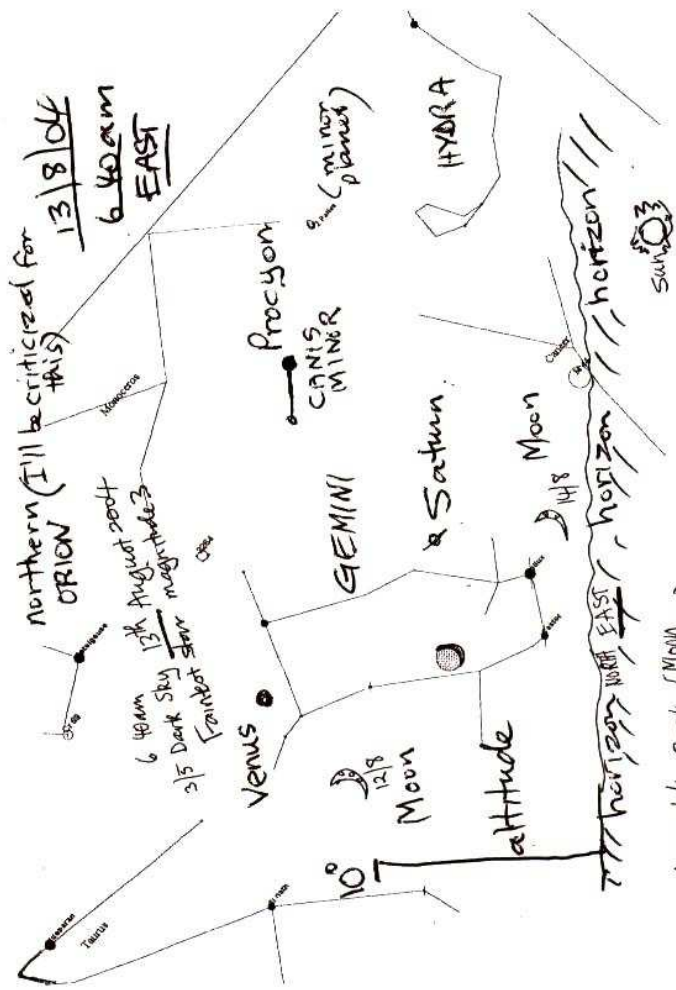 northern (I'll be criticized for
ORION this)
13/8/04
6 40am
EAST
Monoceros
Taurus
6 40am 13th August 2004
3/5 Dark Sky magnitude 3
Faintest star
Venus
GEMINI
Procyon
CANIS
MINOR
(minor
planet)
HYDRA
12/8
Moon
Saturn
10°
altitude
Moon
14/8
Cancer
horizon NORTH EAST horizon horizon
sun